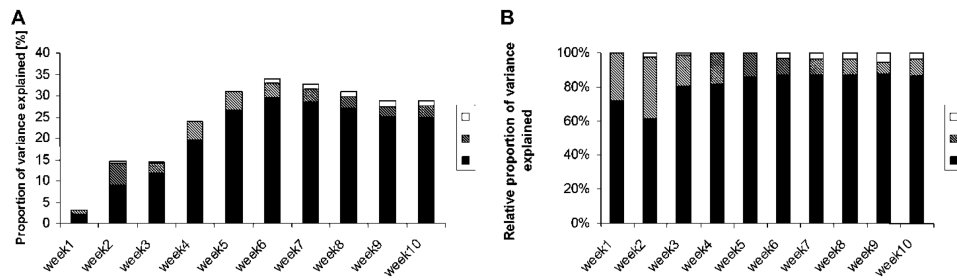 A
B
Proportion of variance explained [%]
40
35
30
25
20
15
10
5
0
week1
week2
week3
week4
week5
week6
week7
week8
week9
week10
Relative proportion of variance
explained
100%
80%
60%
40%
20%
0%
week1
week2
week3
week4
week5
week6
week7
week8
week9
week10